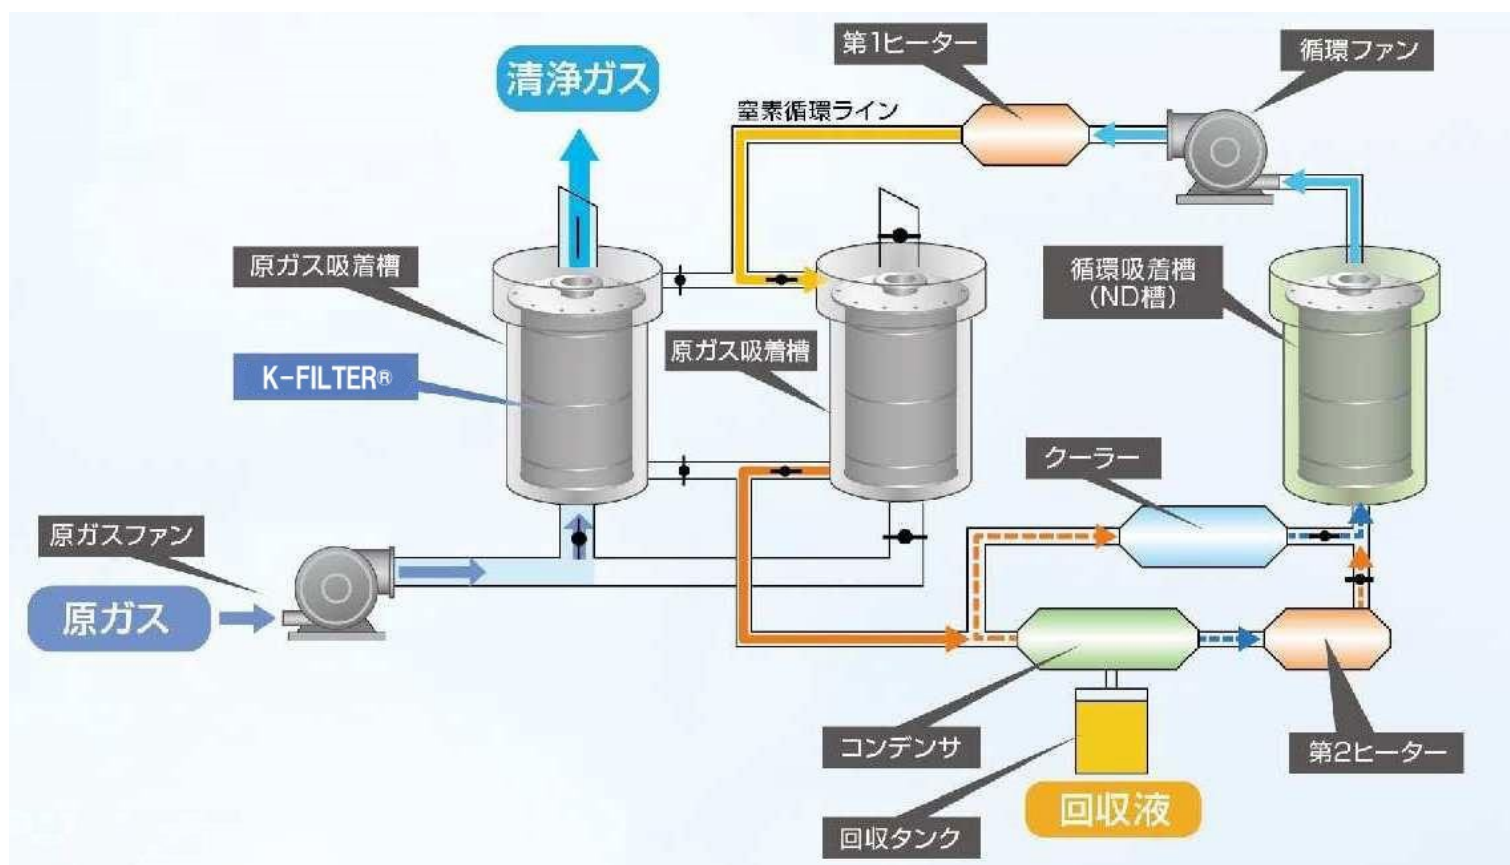 第1ヒーター
循環ファン
清浄ガス
窒素循環ライン
原ガス吸着槽
循環吸着槽
(ND槽)
原ガス吸着槽
K-FILTER®
クーラー
原ガスファン
原ガス
コンデンサ
第2ヒーター
回収液
回収タンク